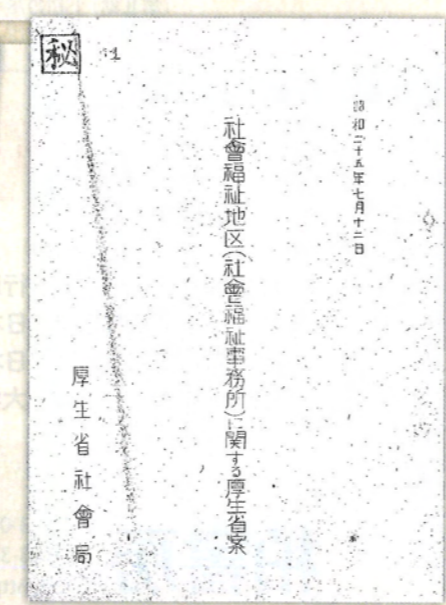 秘
昭和二十五年七月十二日
社會福祉地区(社會福祉事務所)に関する厚生省案
厚生省社會局